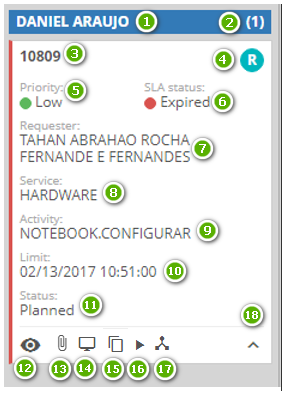 DANIEL ARAUJO 1 2 (1)
10809 3 4 R
Priority: 5 SLA status:
Low Expired 6
Requester:
TAHAN ABRAHAO ROCHA
FERNANDE E FERNANDES 7
Service:
HARDWARE 8
Activity:
NOTEBOOK.CONFIGURAR 9
Limit:
02/13/2017 10:51:00 10
Status: 11
Planned 18
12 13 14 15 16 17